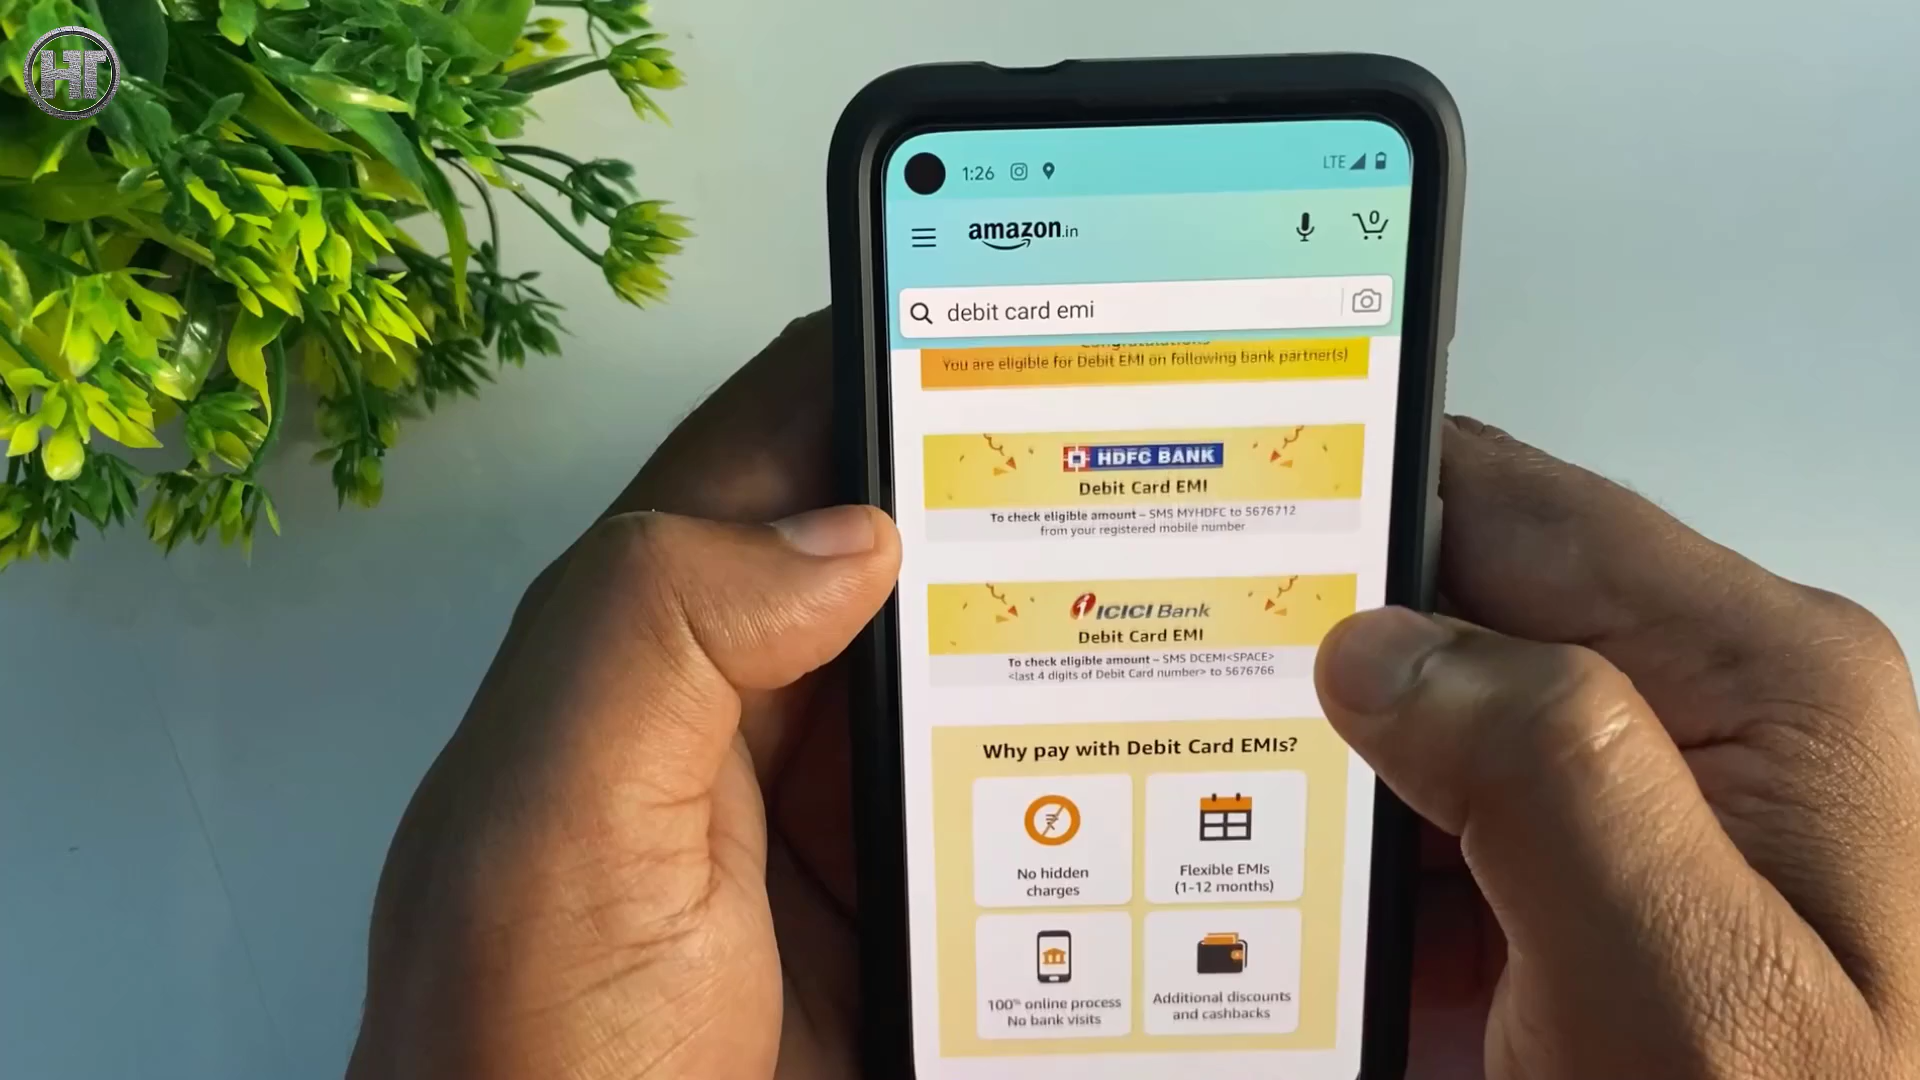 HT
1:26
LTE
amazon.in
0
debit card emi
Congratulations
You are eligible for Debit EMI on following bank partner(s)
HDFC BANK
Debit Card EMI
To check eligible amount – SMS MYHDFC to 5676712
from your registered mobile number
ICICI Bank
Debit Card EMI
To check eligible amount – SMS DCEMI<SPACE>
<last 4 digits of Debit Card number> to 5676766
Why pay with Debit Card EMIs?
No hidden
charges
Flexible EMIs
(1-12 months)
100% online process
No bank visits
Additional discounts
and cashbacks